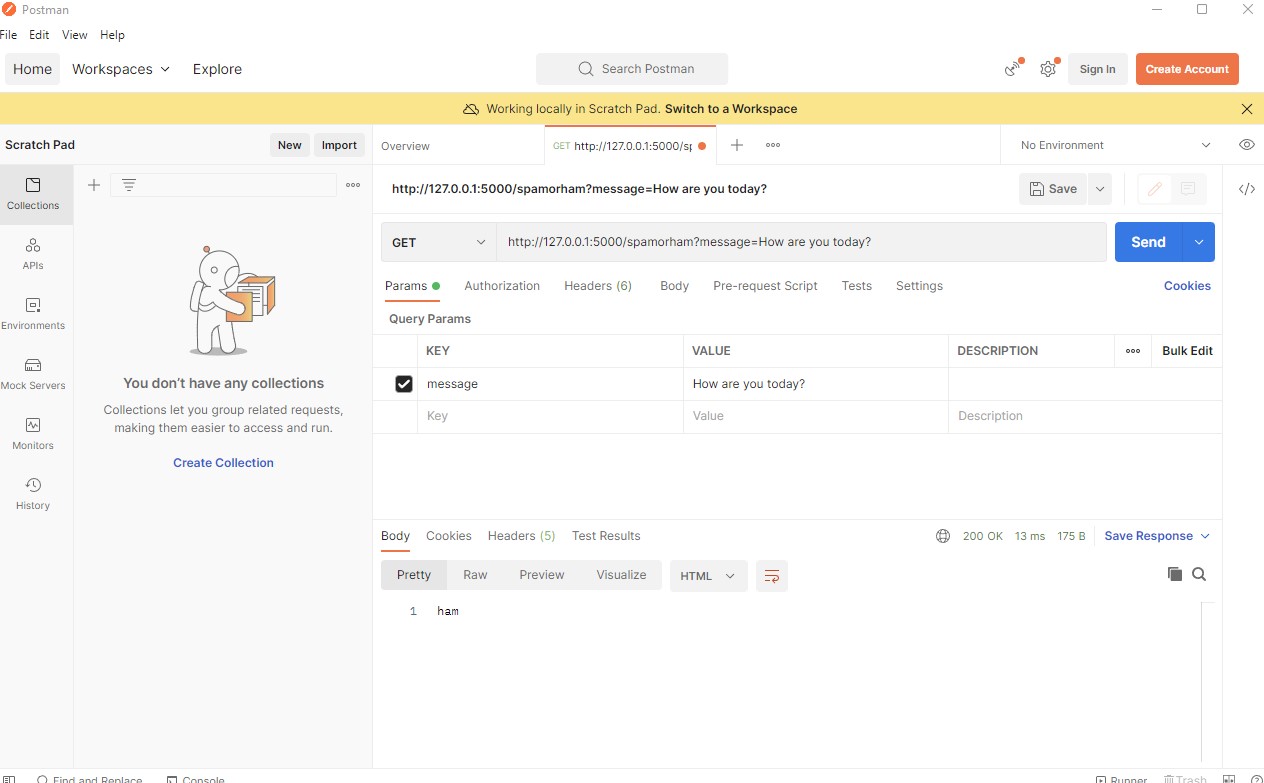 Postman
File Edit View Help
Home Workspaces Explore Search Postman Sign In Create Account
Working locally in Scratch Pad. Switch to a Workspace
Scratch Pad New Import Overview GET http://127.0.0.1:5000/sp No Environment
http://127.0.0.1:5000/spamorham?message=How are you today? Save
Collections
GET http://127.0.0.1:5000/spamorham?message=How are you today? Send
APIs
Params Authorization Headers (6) Body Pre-request Script Tests Settings Cookies
Environments
Query Params
KEY VALUE DESCRIPTION Bulk Edit
Mock Servers
message How are you today?
Key Value Description
You don't have any collections
Collections let you group related requests,
making them easier to access and run.
Monitors
Create Collection
History
Body Cookies Headers (5) Test Results 200 OK 13 ms 175 B Save Response
Pretty Raw Preview Visualize HTML
1 ham
Find and Replace Console Runner Trash